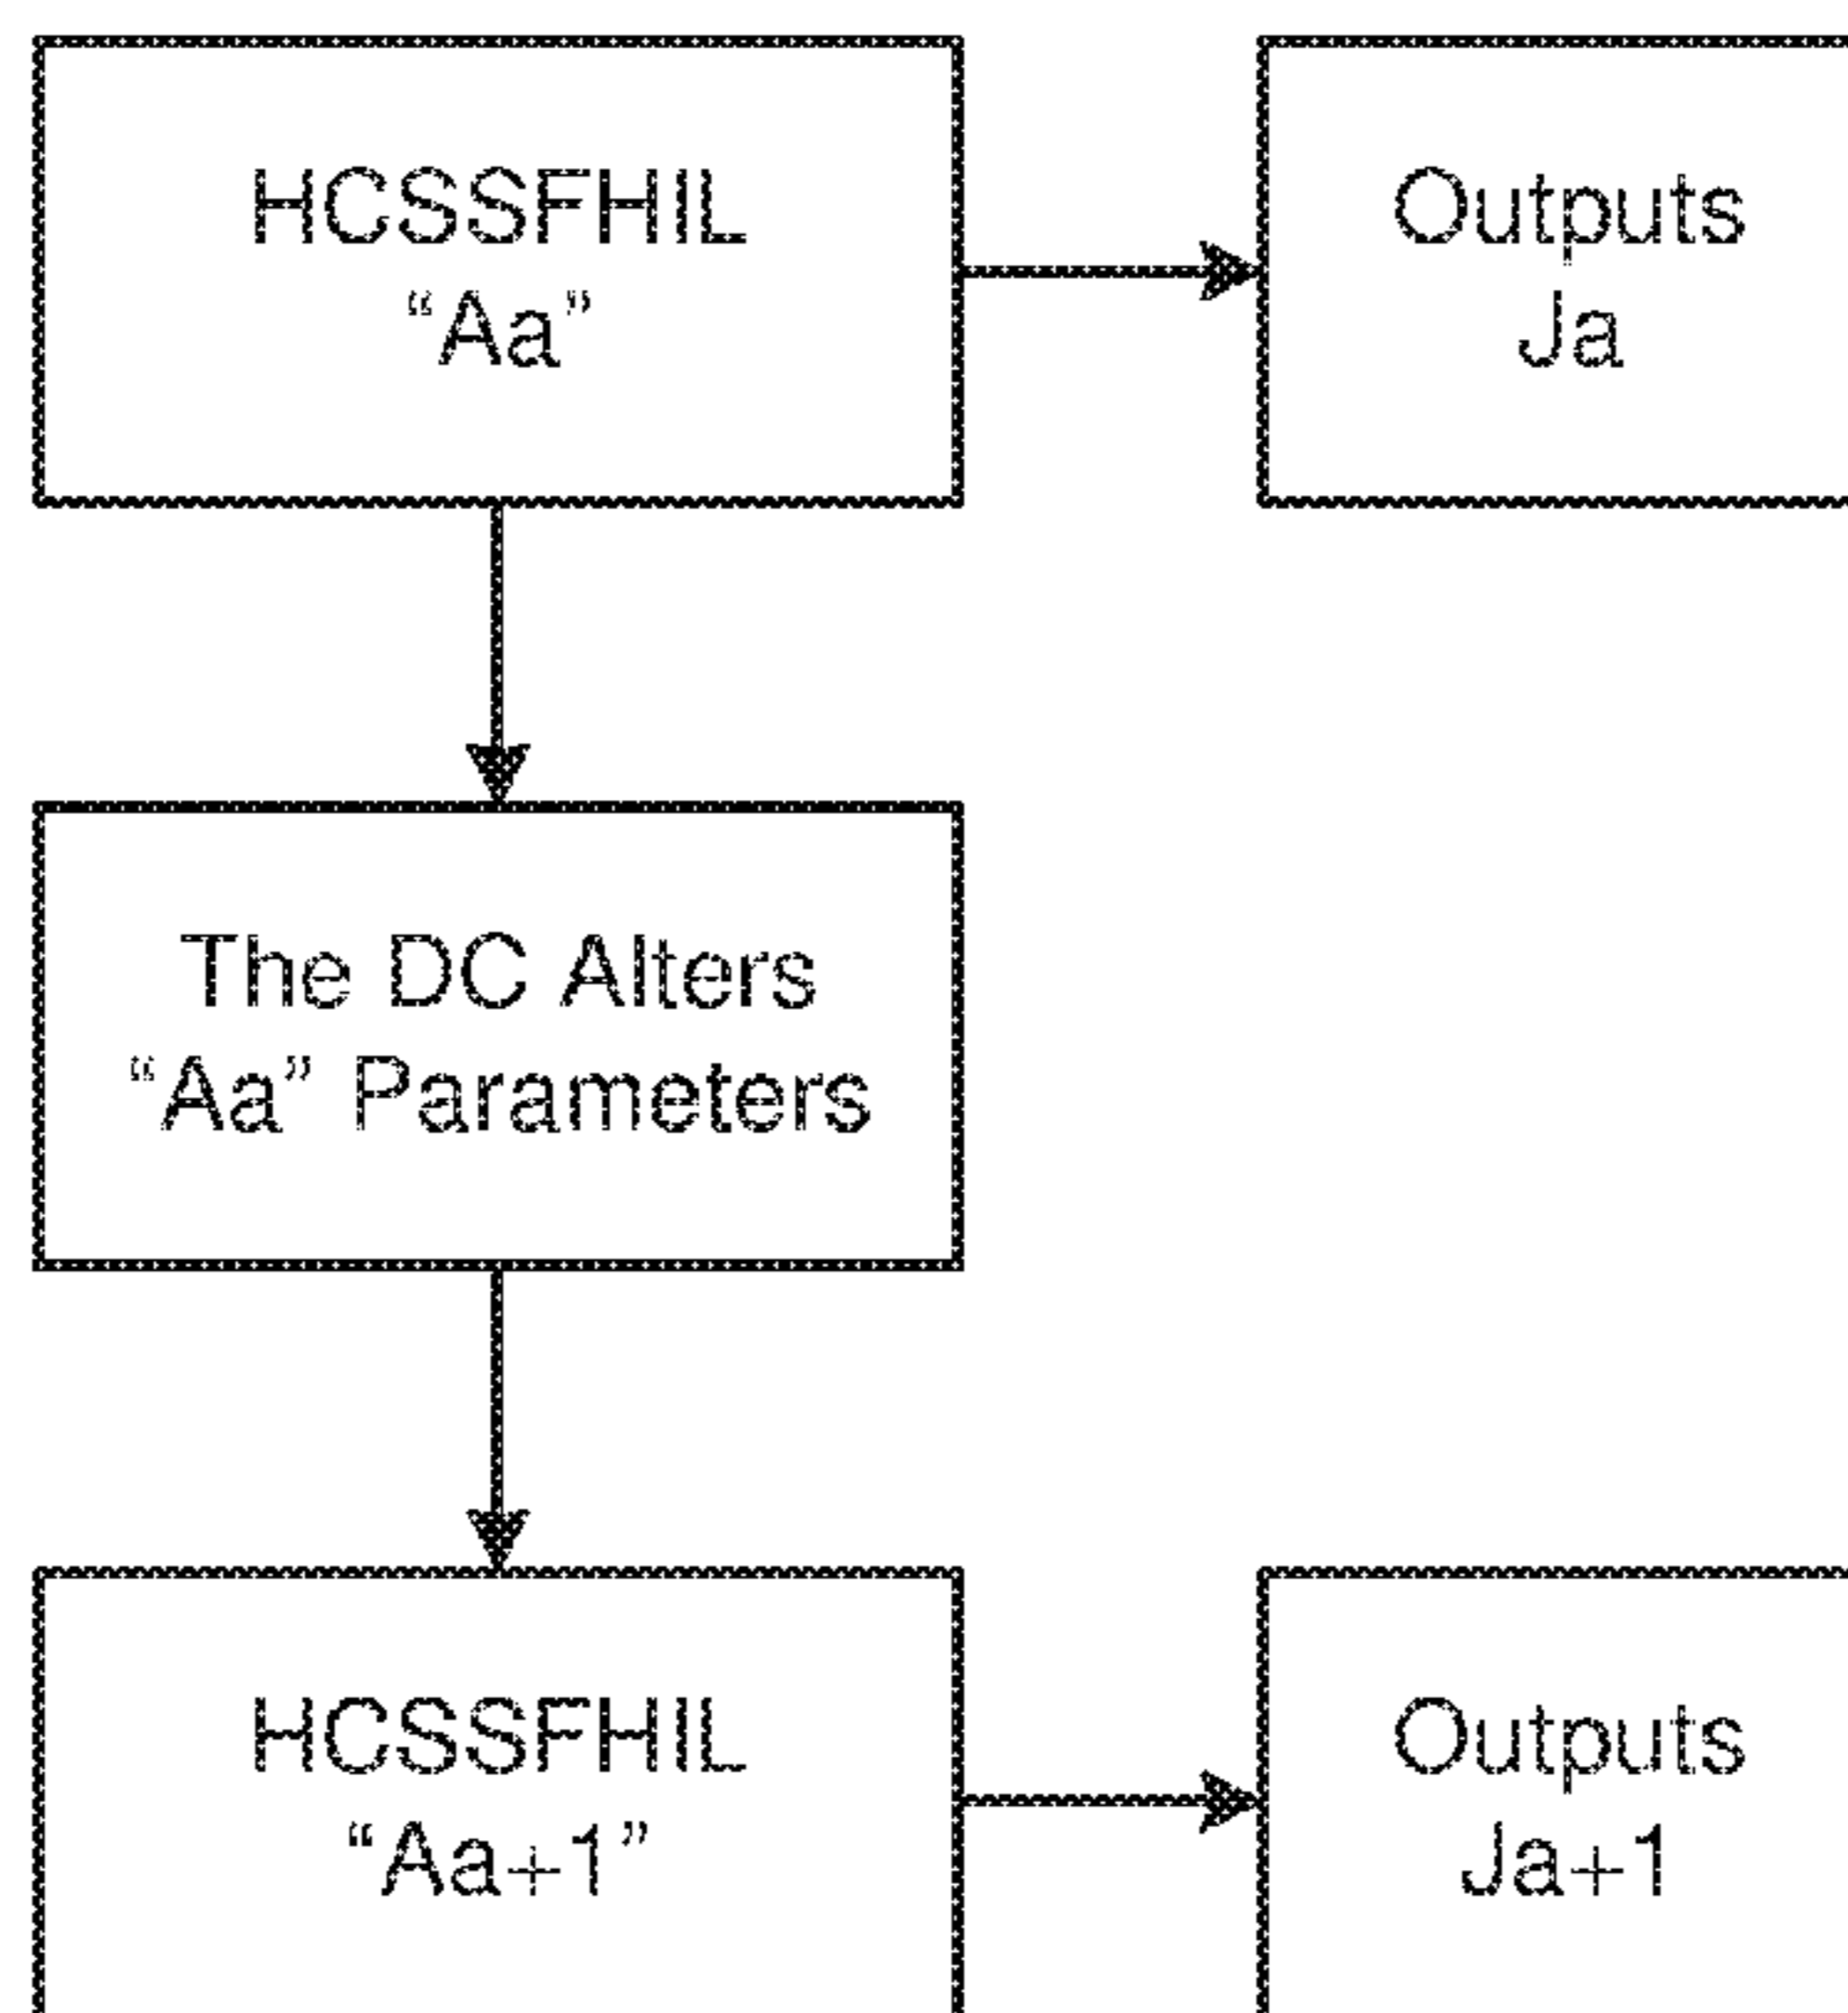 HCSSFHIL
“Aa”
Outputs
Ja
The DC Alters
“Aa” Parameters
HCSSFHIL
“Aa+1”
Outputs
Ja+1